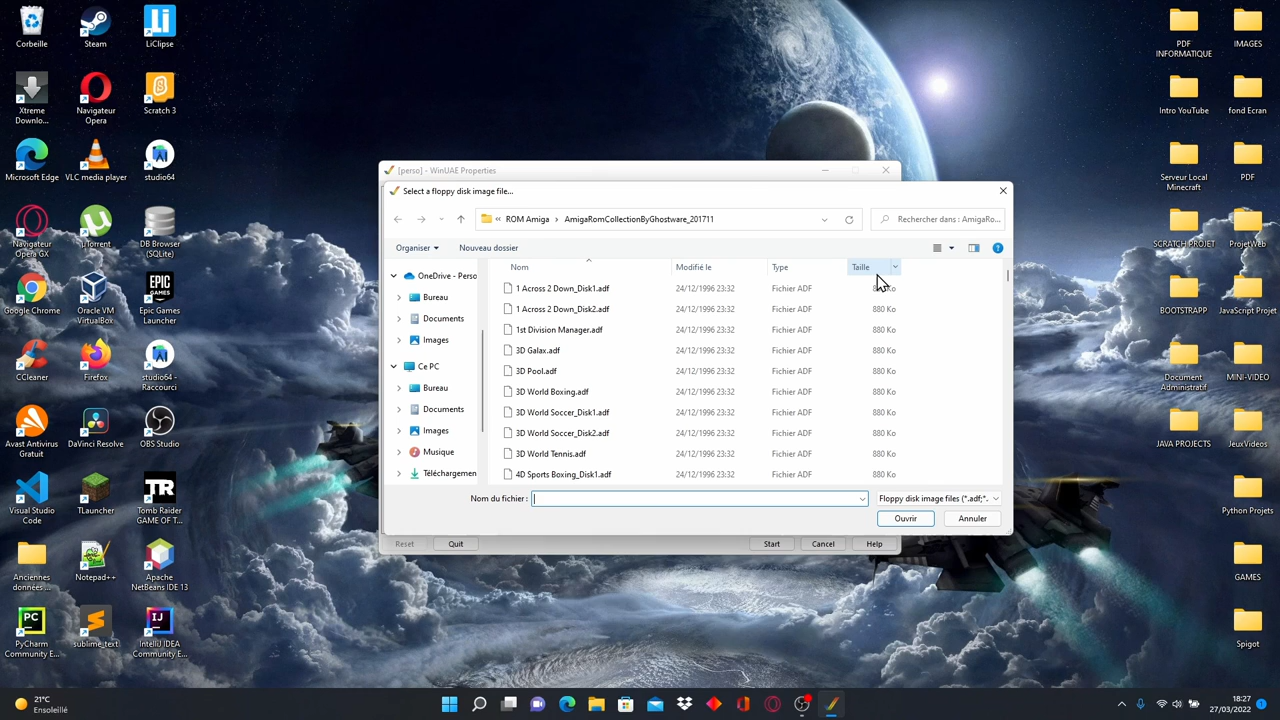 Corbeille
Steam
LiClipse
PDF INFORMATIQUE
IMAGES
Xtreme Downlo...
Navigateur Opera
Scratch 3
Intro YouTube
fond Ecran
Microsoft Edge
VLC media player
studio64
Serveur Local Minecraft
PDF
Navigateur Opera GX
µTorrent
DB Browser (SQLite)
SCRATCH PROJET
ProjetWeb
Google Chrome
Oracle VM VirtualBox
Epic Games Launcher
BOOTSTRAPP
JavaScript Projet
CCleaner
Firefox
studio64 - Raccourci
Document Administratif
MINI-VIDEO
Avast Antivirus Gratuit
DaVinci Resolve
OBS Studio
JAVA PROJECTS
JeuxVideos
Visual Studio Code
TLauncher
Tomb Raider GAME OF T...
Python Projets
Anciennes données ...
Notepad++
Apache NetBeans IDE 13
GAMES
PyCharm Community E...
sublime_text
IntelliJ IDEA Community E...
Spigot
[perso] - WinUAE Properties
Select a floppy disk image file...
« ROM Amiga > AmigaRomCollectionByGhostware_201711
Rechercher dans : AmigaRo...
Organiser
Nouveau dossier
OneDrive - Perso
Bureau
Documents
Images
Ce PC
Bureau
Documents
Images
Musique
Téléchargemen
Nom Modifié le Type Taille
1 Across 2 Down_Disk1.adf 24/12/1996 23:32 Fichier ADF
1 Across 2 Down_Disk2.adf 24/12/1996 23:32 Fichier ADF 880 Ko
1st Division Manager.adf 24/12/1996 23:32 Fichier ADF 880 Ko
3D Galax.adf 24/12/1996 23:32 Fichier ADF 880 Ko
3D Pool.adf 24/12/1996 23:32 Fichier ADF 880 Ko
3D World Boxing.adf 24/12/1996 23:32 Fichier ADF 880 Ko
3D World Soccer_Disk1.adf 24/12/1996 23:32 Fichier ADF 880 Ko
3D World Soccer_Disk2.adf 24/12/1996 23:32 Fichier ADF 880 Ko
3D World Tennis.adf 24/12/1996 23:32 Fichier ADF 880 Ko
4D Sports Boxing_Disk1.adf 24/12/1996 23:32 Fichier ADF 880 Ko
Nom du fichier :
Floppy disk image files (*.adf;*.
Ouvrir
Annuler
Reset
Quit
Start
Cancel
Help
21°C
Ensoleillé
18:27
27/03/2022